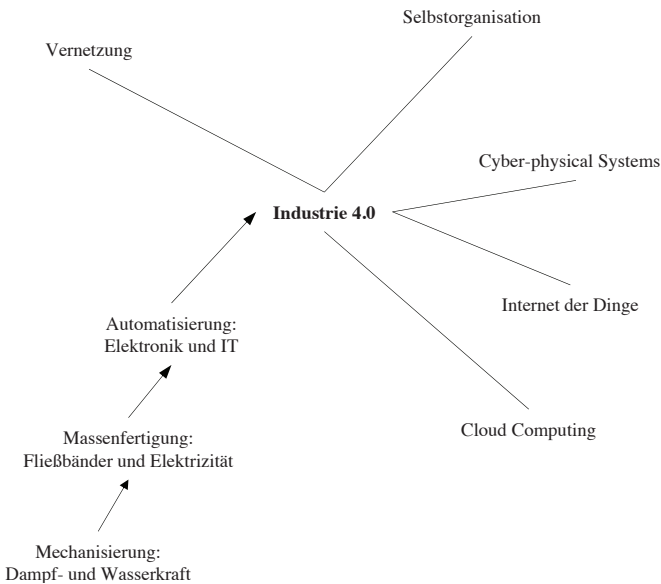 Selbstorganisation
Vernetzung
Cyber-physical Systems
Industrie 4.0
Internet der Dinge
Automatisierung:
Elektronik und IT
Cloud Computing
Massenfertigung:
Fließbänder und Elektrizität
Mechanisierung:
Dampf- und Wasserkraft